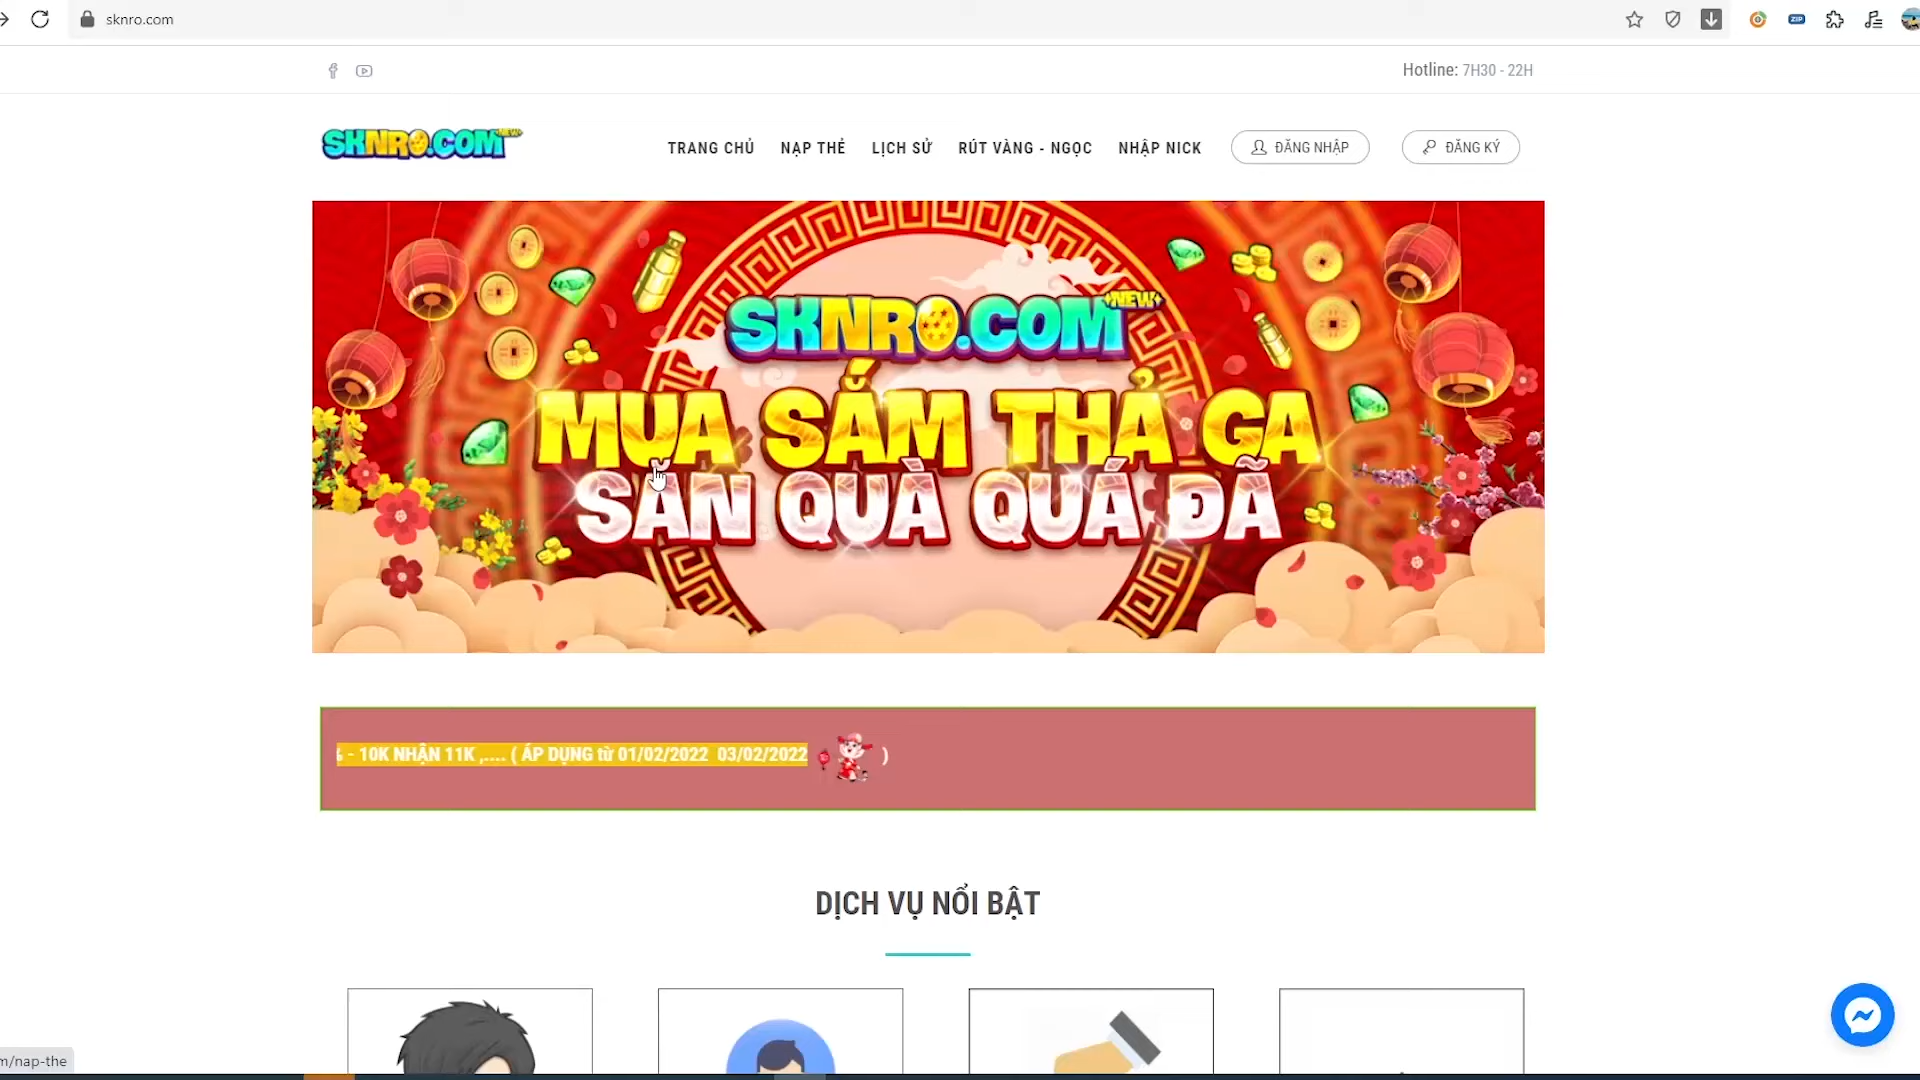 sknro.com
ZIP
Hotline: 7H30 - 22H
SKNRO.COM NEW
TRANG CHỦ NẠP THẺ LỊCH SỬ RÚT VÀNG - NGỌC NHẬP NICK ĐĂNG NHẬP ĐĂNG KÝ
SKNRO.COM NEW
MUA SẮM THẢ GA
SĂN QUÀ QUÁ ĐÃ
- 10K NHẬN 11K ,.... ( ÁP DỤNG từ 01/02/2022 03/02/2022 )
DỊCH VỤ NỔI BẬT
m/nap-the